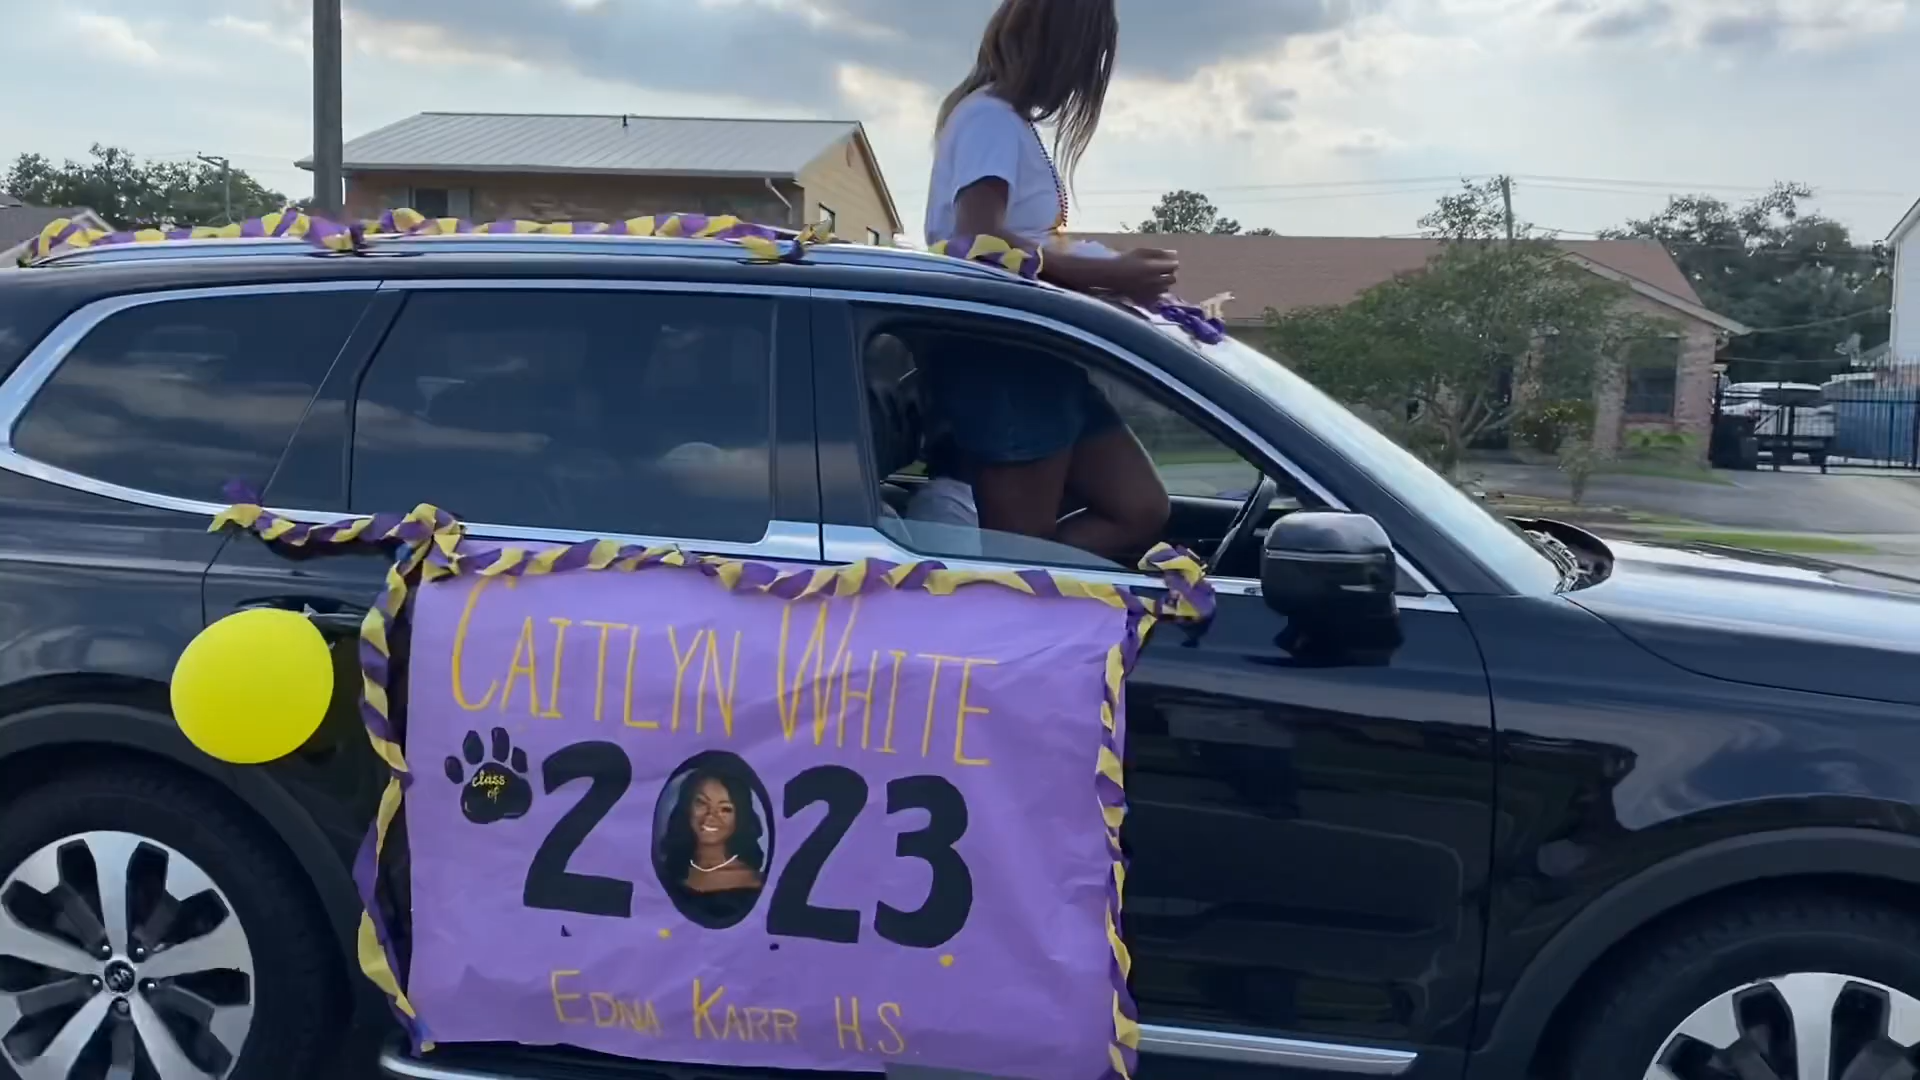 CAITLYN WHITE
class
of
2023
EDNA KARR H.S.